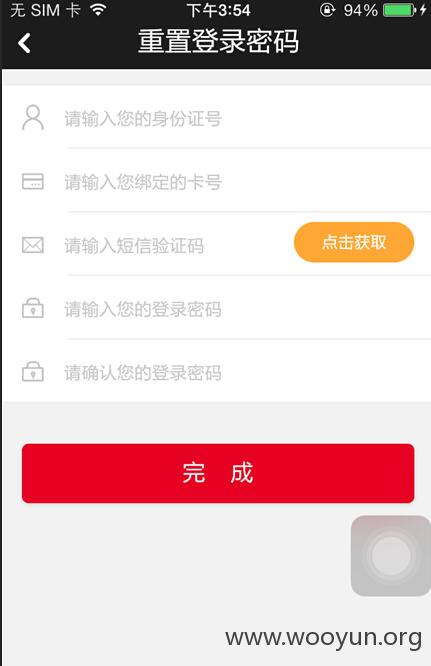 无 SIM 卡 下午3:54 94%
重置登录密码
请输入您的身份证号
请输入您绑定的卡号
请输入短信验证码 点击获取
请输入您的登录密码
请确认您的登录密码
完 成
www.wooyun.org